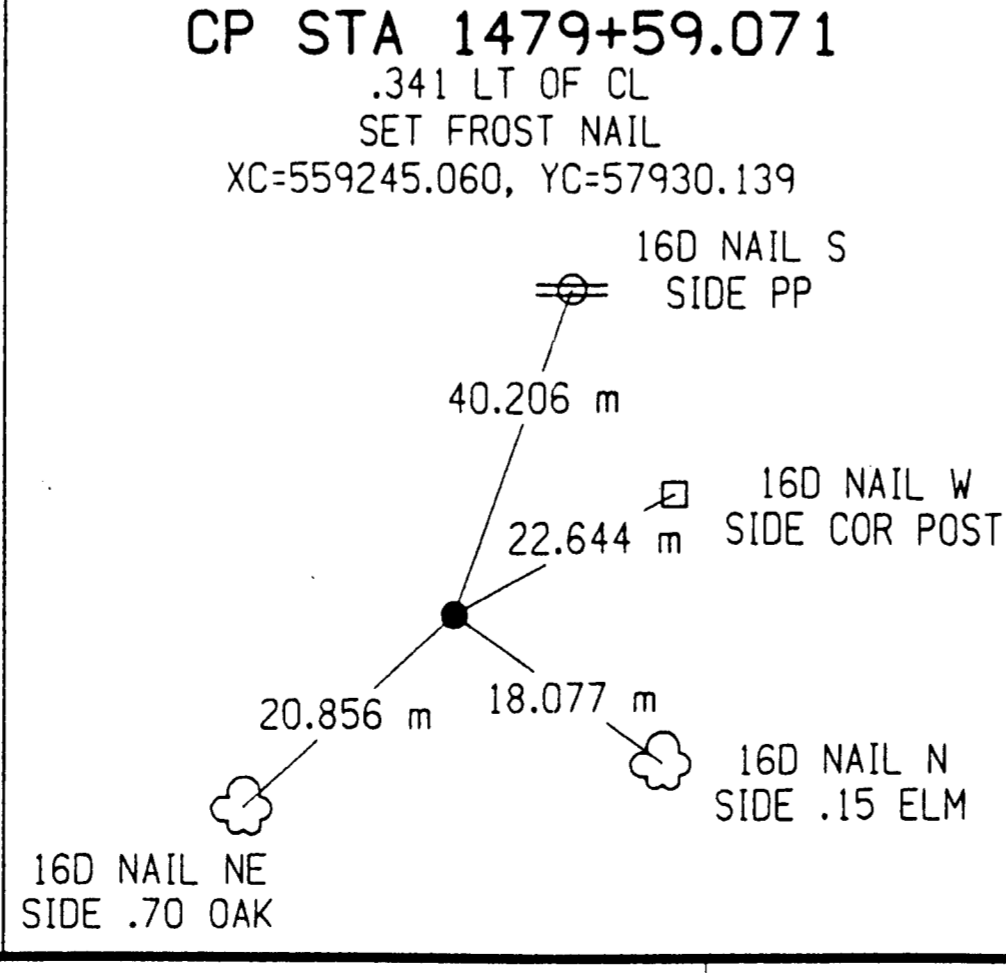 CP STA 1479+59.071
.341 LT OF CL
SET FROST NAIL
XC=559245.060, YC=57930.139
16D NAIL S
SIDE PP
40.206 m
16D NAIL W
SIDE COR POST
22.644 m
20.856 m
18.077 m
16D NAIL N
SIDE .15 ELM
16D NAIL NE
SIDE .70 OAK